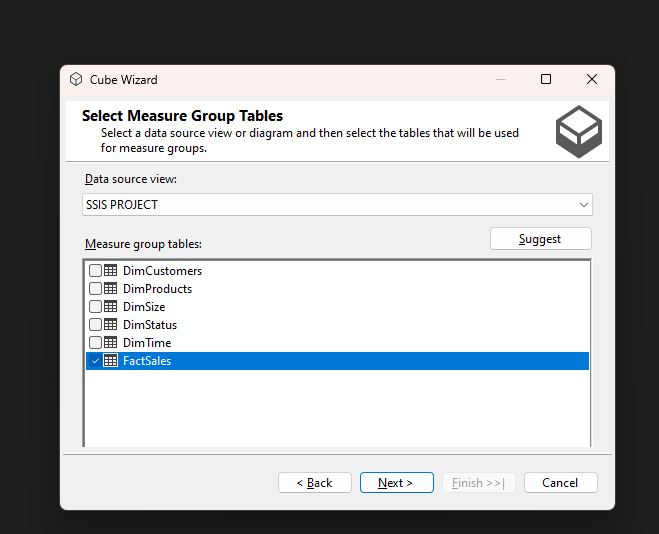 Cube Wizard
Select Measure Group Tables
Select a data source view or diagram and then select the tables that will be used
for measure groups.
Data source view:
SSIS PROJECT
Measure group tables:
Suggest
DimCustomers
DimProducts
DimSize
DimStatus
DimTime
FactSales
< Back
Next >
Finish >>|
Cancel